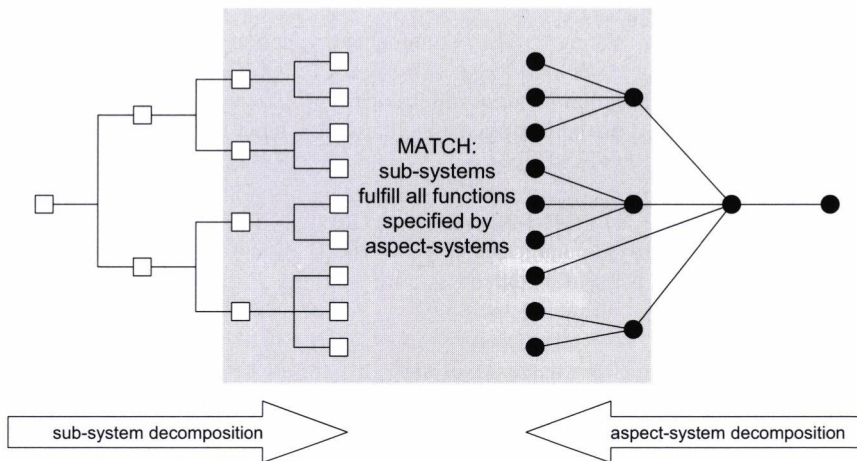 MATCH:
sub-systems
fulfill all functions
specified by
aspect-systems
sub-system decomposition
aspect-system decomposition